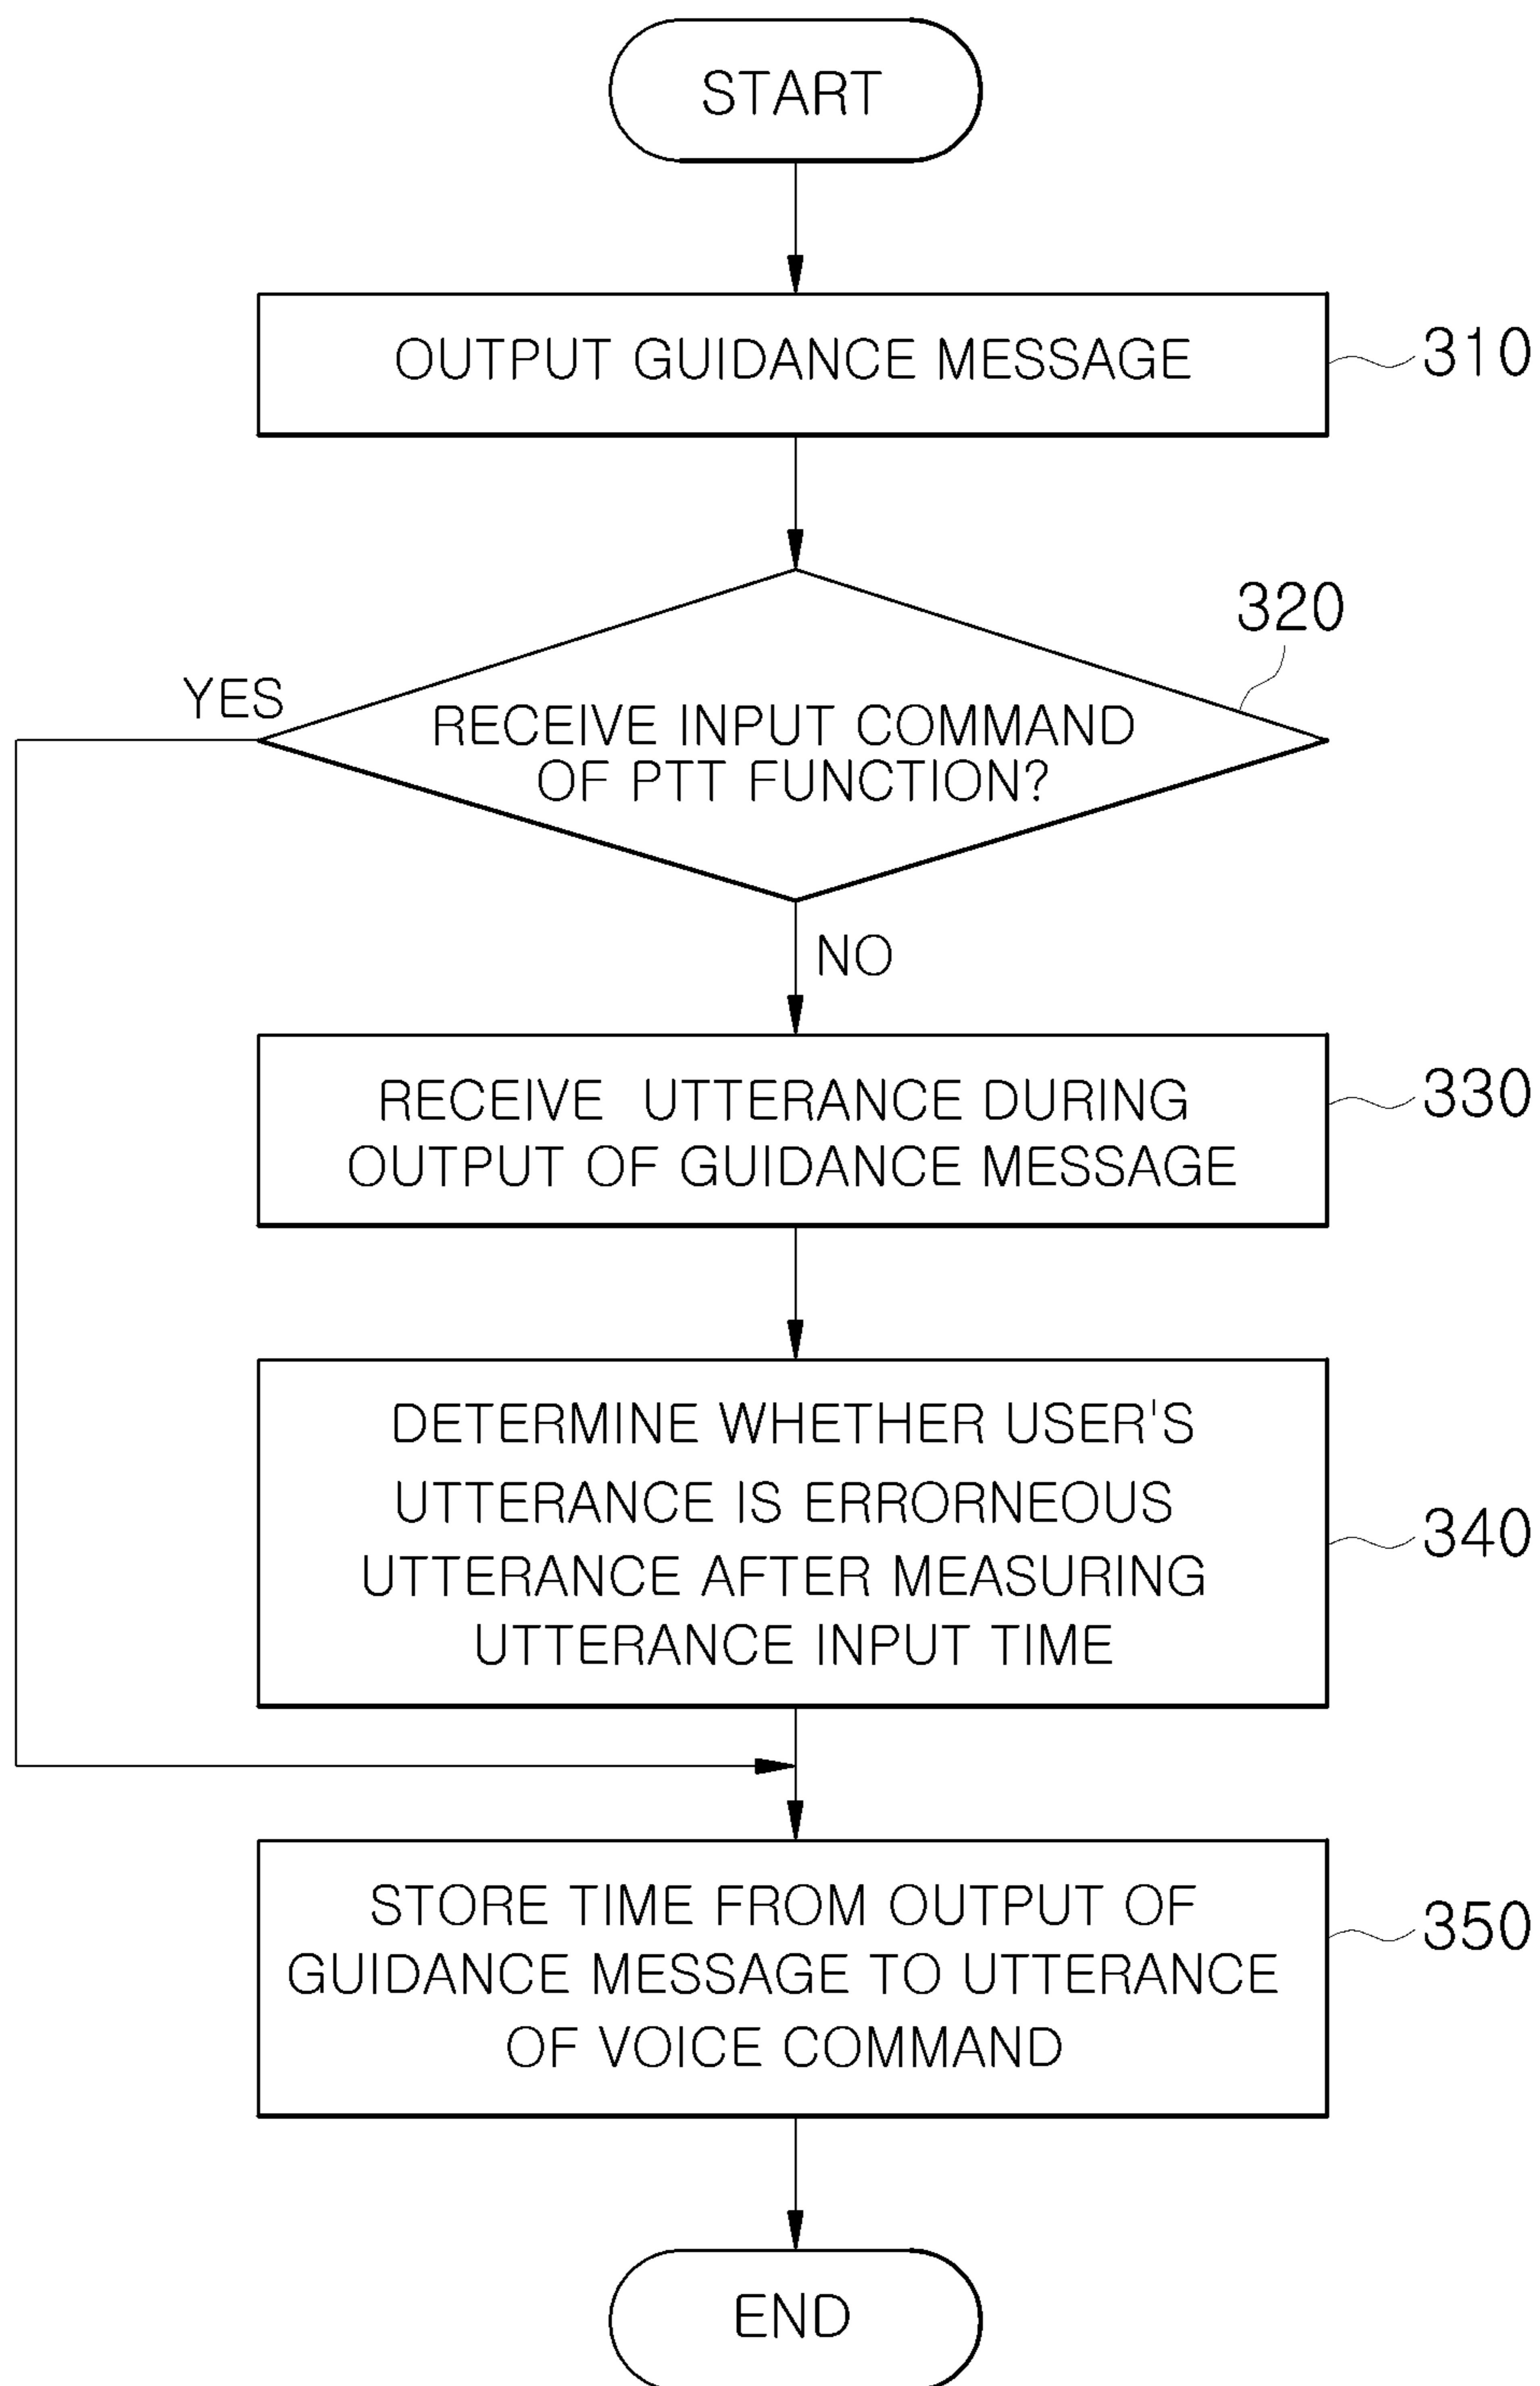 START
OUTPUT GUIDANCE MESSAGE
310
320
YES
RECEIVE INPUT COMMAND
OF PTT FUNCTION?
NO
RECEIVE UTTERANCE DURING
OUTPUT OF GUIDANCE MESSAGE
330
DETERMINE WHETHER USER'S
UTTERANCE IS ERRORNEOUS
UTTERANCE AFTER MEASURING
UTTERANCE INPUT TIME
340
STORE TIME FROM OUTPUT OF
GUIDANCE MESSAGE TO UTTERANCE
OF VOICE COMMAND
350
END